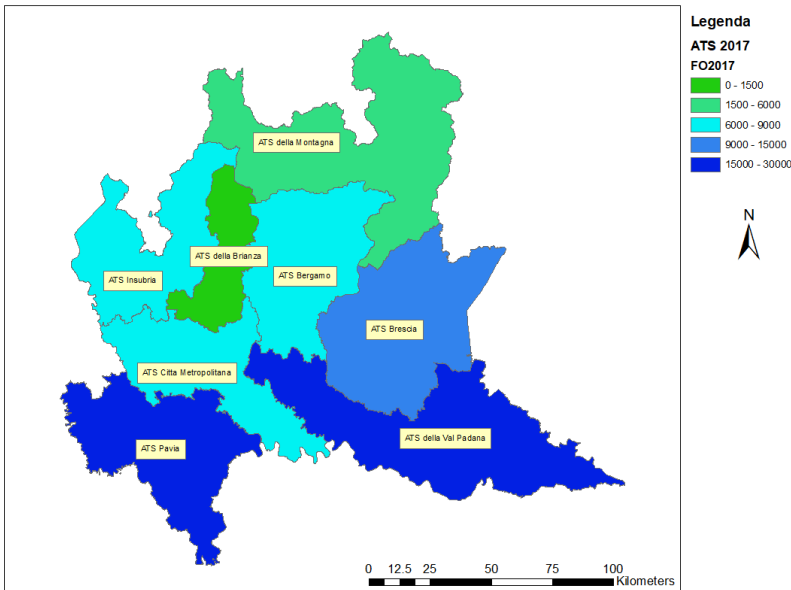 Legenda
ATS 2017
FO2017
0 - 1500
1500 - 6000
6000 - 9000
9000 - 15000
15000 - 30000
N
ATS della Montagna
ATS della Brianza
ATS Bergamo
ATS Insubria
ATS Brescia
ATS Citta Metropolitana
ATS Pavia
ATS della Val Padana
0 12.5 25 50 75 100
Kilometers